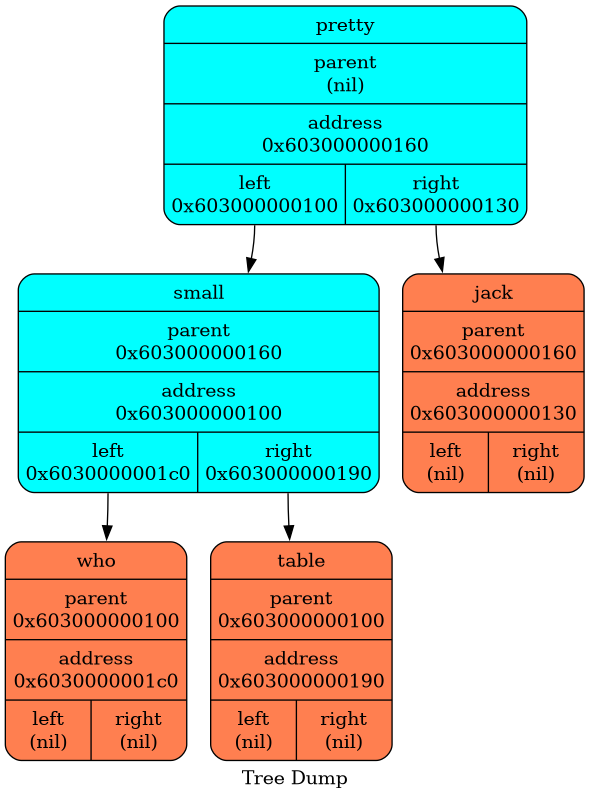 pretty
parent
(nil)
address
0x603000000160
left
0x603000000100
right
0x603000000130
small
parent
0x603000000160
address
0x603000000100
left
0x6030000001c0
right
0x603000000190
jack
parent
0x603000000160
address
0x603000000130
left
(nil)
right
(nil)
who
parent
0x603000000100
address
0x6030000001c0
left
(nil)
right
(nil)
table
parent
0x603000000100
address
0x603000000190
left
(nil)
right
(nil)
Tree Dump